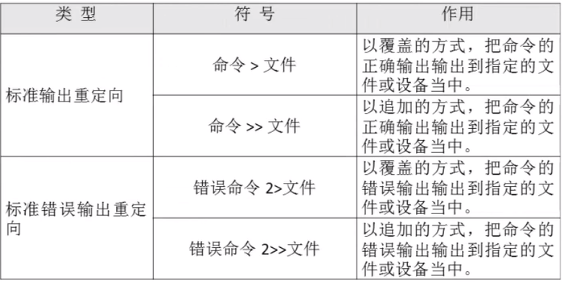 类 型 符 号 作用
标准输出重定向
命令 > 文件
以覆盖的方式，把命令的
正确输出输出到指定的文
件或设备当中。
命令 >> 文件
以追加的方式，把命令的
正确输出输出到指定的文
件或设备当中。
标准错误输出重定
向
错误命令 2>文件
以覆盖的方式，把命令的
错误输出输出到指定的文
件或设备当中。
错误命令 2>>文件
以追加的方式，把命令的
错误输出输出到指定的文
件或设备当中。